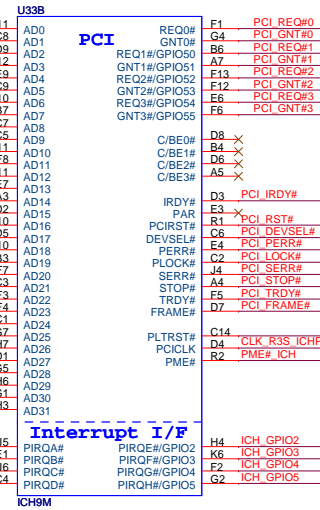 U33B
PCI
AD0 REQ0# F1 PCI_REQ#0
AD1 GNT0# G4 PCI_GNT#0
AD2 REQ1#/GPIO50 B6 PCI_REQ#1
AD3 GNT1#/GPIO51 A7 PCI_GNT#1
AD4 REQ2#/GPIO52 F13 PCI_REQ#2
AD5 GNT2#/GPIO53 F12 PCI_GNT#2
AD6 REQ3#/GPIO54 E6 PCI_REQ#3
AD7 GNT3#/GPIO55 F6 PCI_GNT#3
AD8
AD9 C/BE0# D8
AD10 C/BE1# B4
AD11 C/BE2# D6
AD12 C/BE3# A5
AD13
AD14 IRDY# D3 PCI_IRDY#
AD15 PAR E3
AD16 PCIRST# R1 PCI_RST#
AD17 DEVSEL# C6 PCI_DEVSEL#
AD18 PERR# E4 PCI_PERR#
AD19 PLOCK# C2 PCI_LOCK#
AD20 SERR# J4 PCI_SERR#
AD21 STOP# A4 PCI_STOP#
AD22 TRDY# F5 PCI_TRDY#
AD23 FRAME# D7 PCI_FRAME#
AD24
AD25 PLTRST# C14
AD26 PCICLK D4 CLK_R3S_ICHP
AD27 PME# R2 PME#_ICH
AD28
AD29
AD30
AD31
Interrupt I/F
PIRQA# PIRQE#/GPIO2 H4 ICH_GPIO2
PIRQB# PIRQF#/GPIO3 K6 ICH_GPIO3
PIRQC# PIRQG#/GPIO4 F2 ICH_GPIO4
PIRQD# PIRQH#/GPIO5 G2 ICH_GPIO5
ICH9M